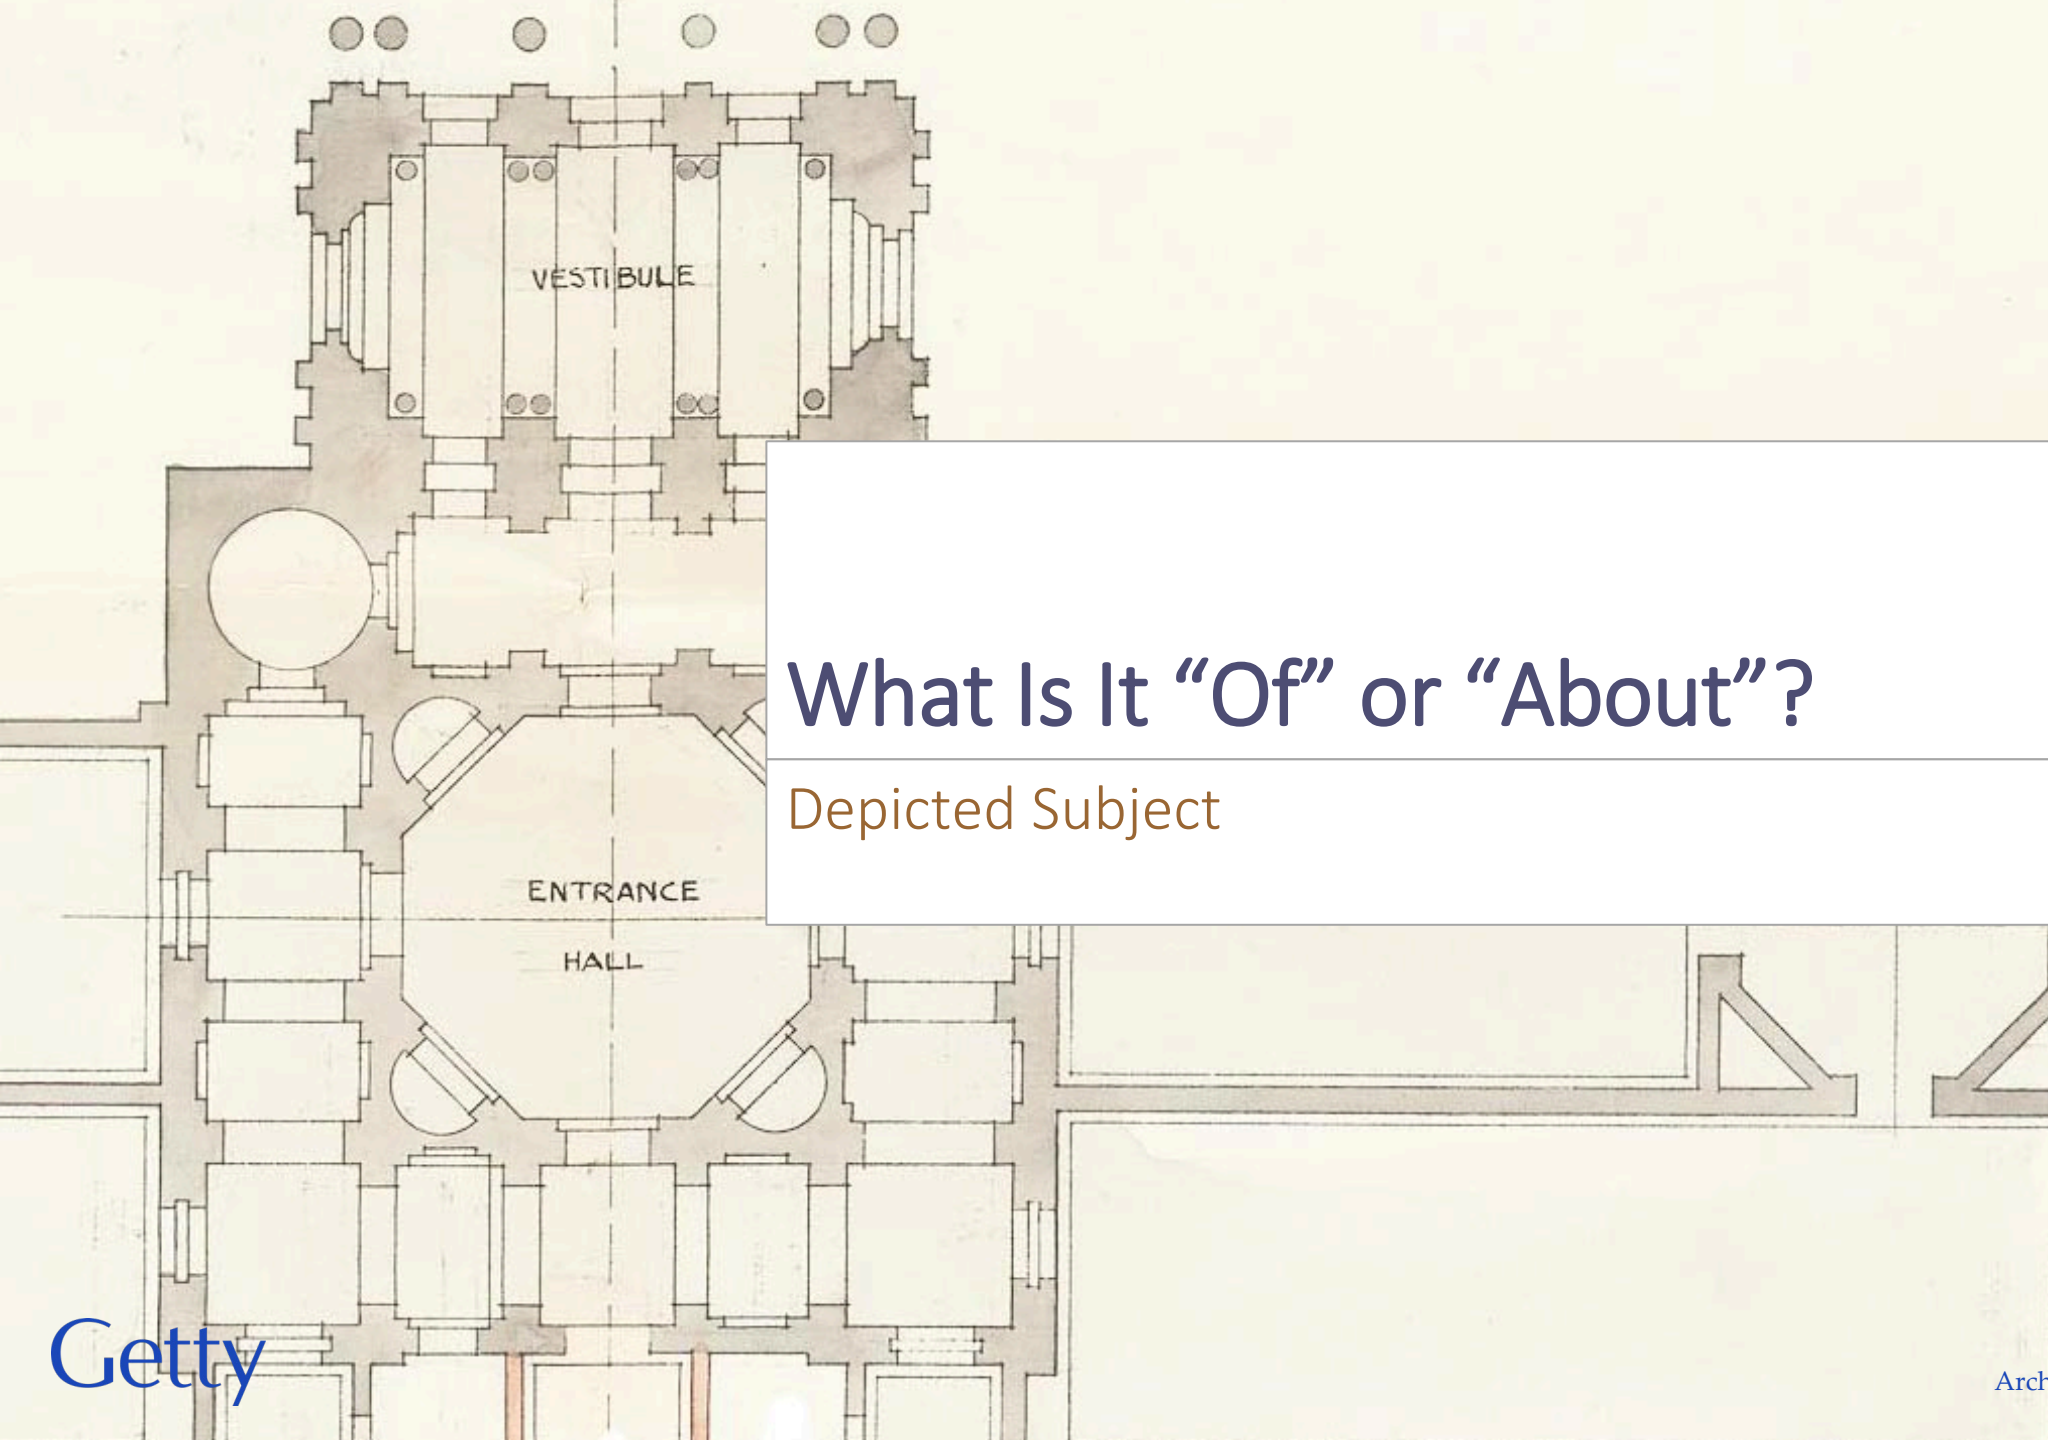 VESTIBULE
What Is It “Of” or “About”?
Depicted Subject
ENTRANCE
HALL
Getty